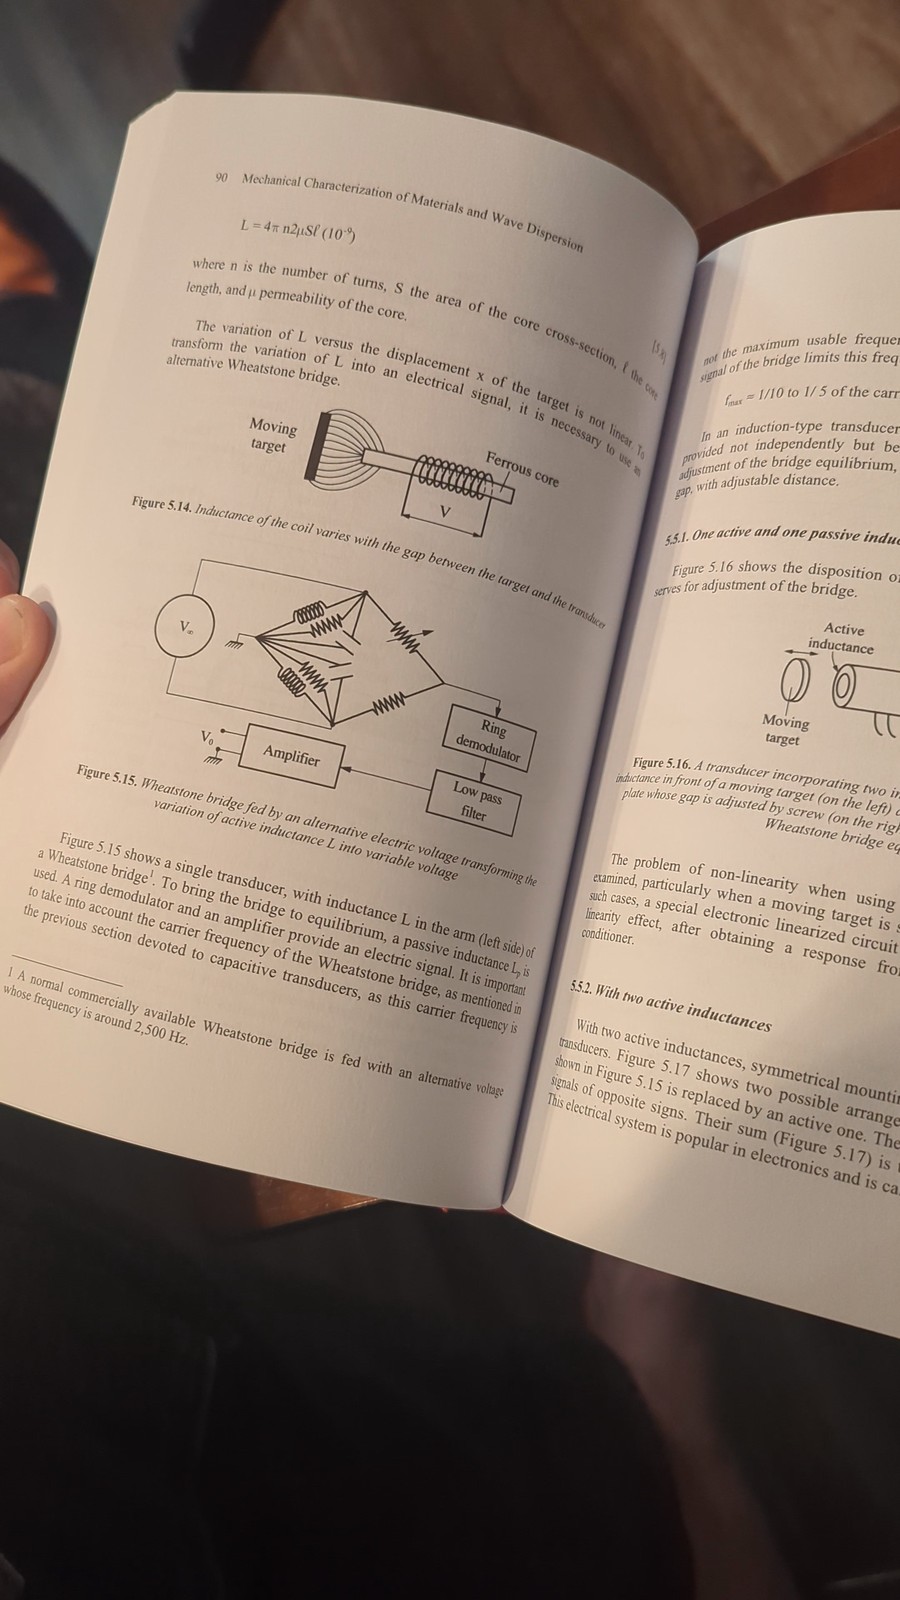 90 Mechanical Characterization of Materials and Wave Dispersion
L = 4π n2μSℓ (10⁻⁹)
[5.8]
where n is the number of turns, S the area of the core cross-section, ℓ the core
length, and μ permeability of the core.
The variation of L versus the displacement x of the target is not linear. To
transform the variation of L into an electrical signal, it is necessary to use an
alternative Wheatstone bridge.
Moving
target
Ferrous core
V
Figure 5.14. Inductance of the coil varies with the gap between the target and the transducer
V∞
Ring
demodulator
V₀
Amplifier
Low pass
filter
Figure 5.15. Wheatstone bridge fed by an alternative electric voltage transforming the
variation of active inductance L into variable voltage
Figure 5.15 shows a single transducer, with inductance L in the arm (left side) of
a Wheatstone bridge¹. To bring the bridge to equilibrium, a passive inductance Lₚ is
used. A ring demodulator and an amplifier provide an electric signal. It is important
to take into account the carrier frequency of the Wheatstone bridge, as mentioned in
the previous section devoted to capacitive transducers, as this carrier frequency is
1 A normal commercially available Wheatstone bridge is fed with an alternative voltage
whose frequency is around 2,500 Hz.
not the maximum usable freque
signal of the bridge limits this freq
fmax = 1/10 to 1/ 5 of the carr
In an induction-type transducer
provided not independently but be
adjustment of the bridge equilibrium,
gap, with adjustable distance.
5.5.1. One active and one passive induc
Figure 5.16 shows the disposition o
serves for adjustment of the bridge.
Active
inductance
Moving
target
Figure 5.16. A transducer incorporating two in
inductance in front of a moving target (on the left)
plate whose gap is adjusted by screw (on the righ
Wheatstone bridge eq
The problem of non-linearity when using
examined, particularly when a moving target is
such cases, a special electronic linearized circuit
linearity effect, after obtaining a response fro
conditioner.
5.5.2. With two active inductances
With two active inductances, symmetrical mounti
transducers. Figure 5.17 shows two possible arrange
shown in Figure 5.15 is replaced by an active one. The
signals of opposite signs. Their sum (Figure 5.17) is
This electrical system is popular in electronics and is ca